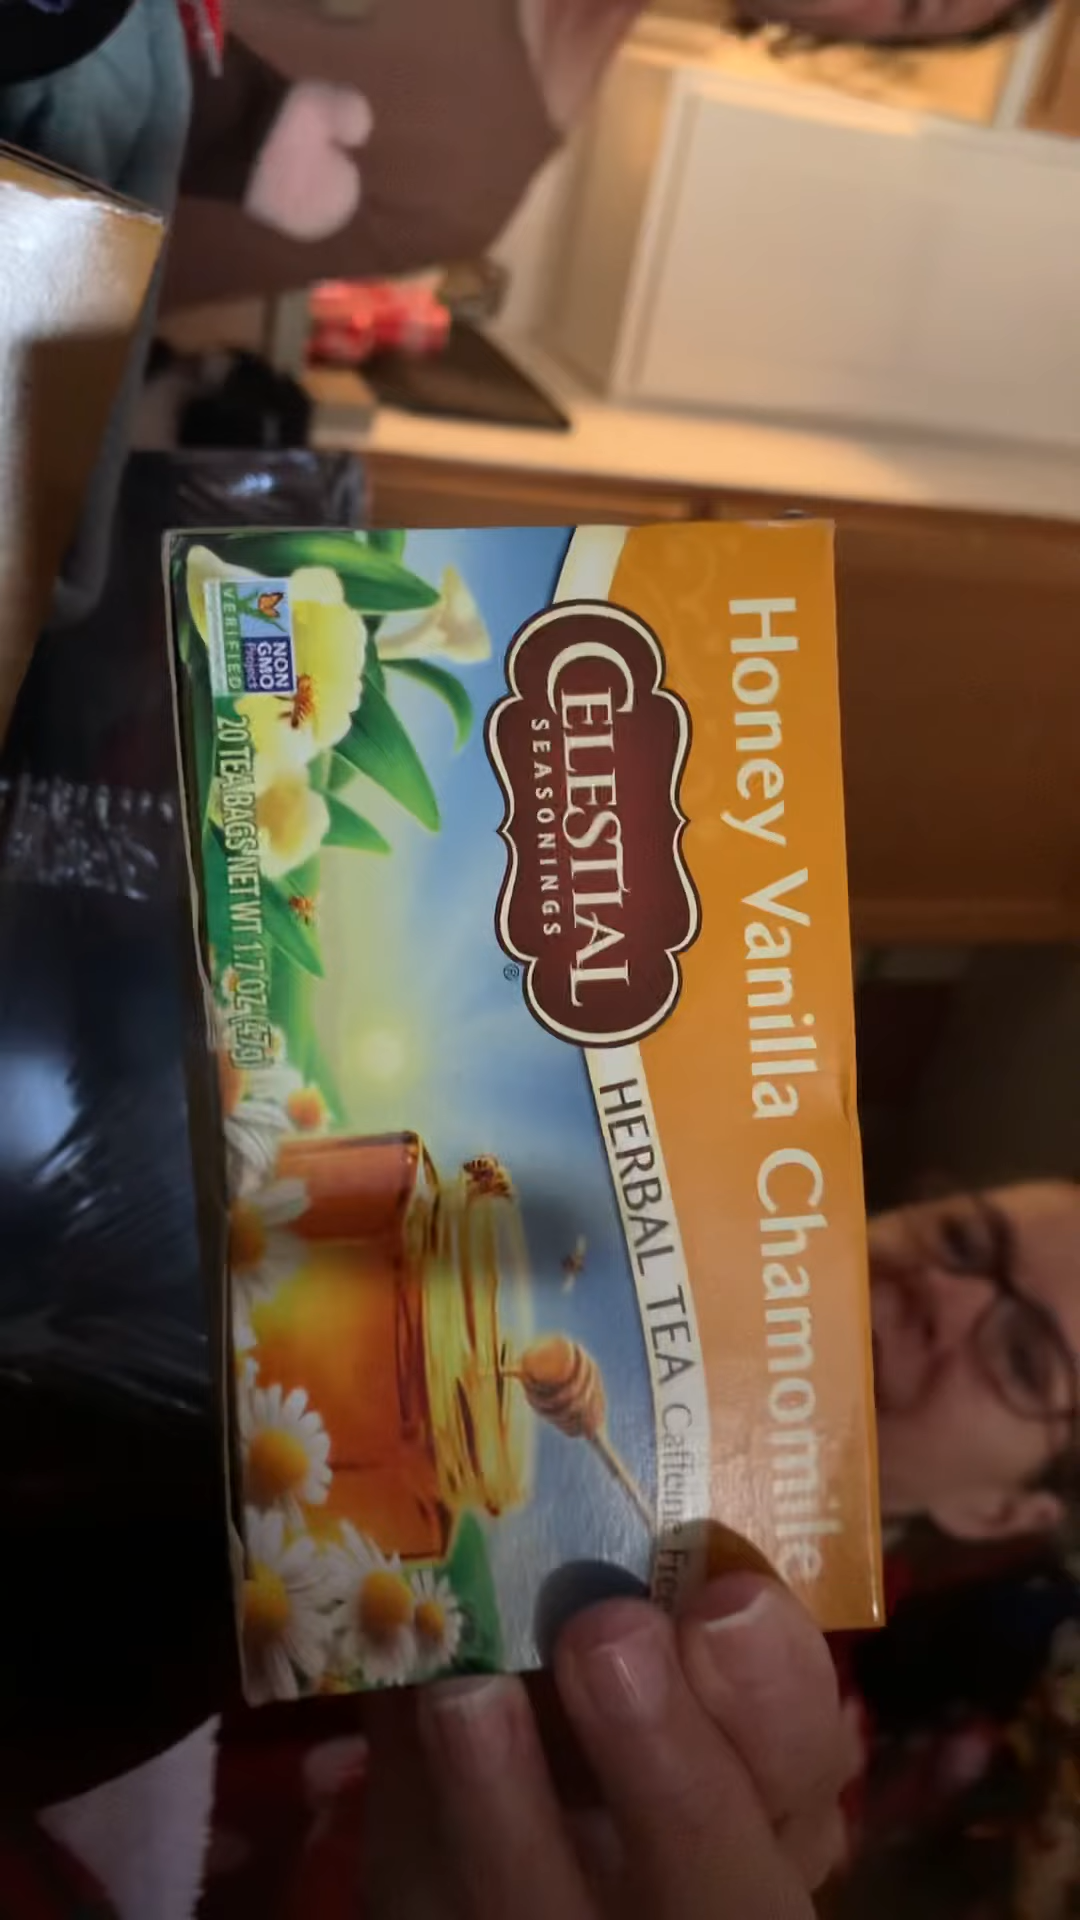 Honey Vanilla Chamomile
CELESTIAL
SEASONINGS
®
HERBAL TEA Caffeine Free
NON
GMO
Project
VERIFIED
20 TEA BAGS NET WT 1.7 OZ (47g)